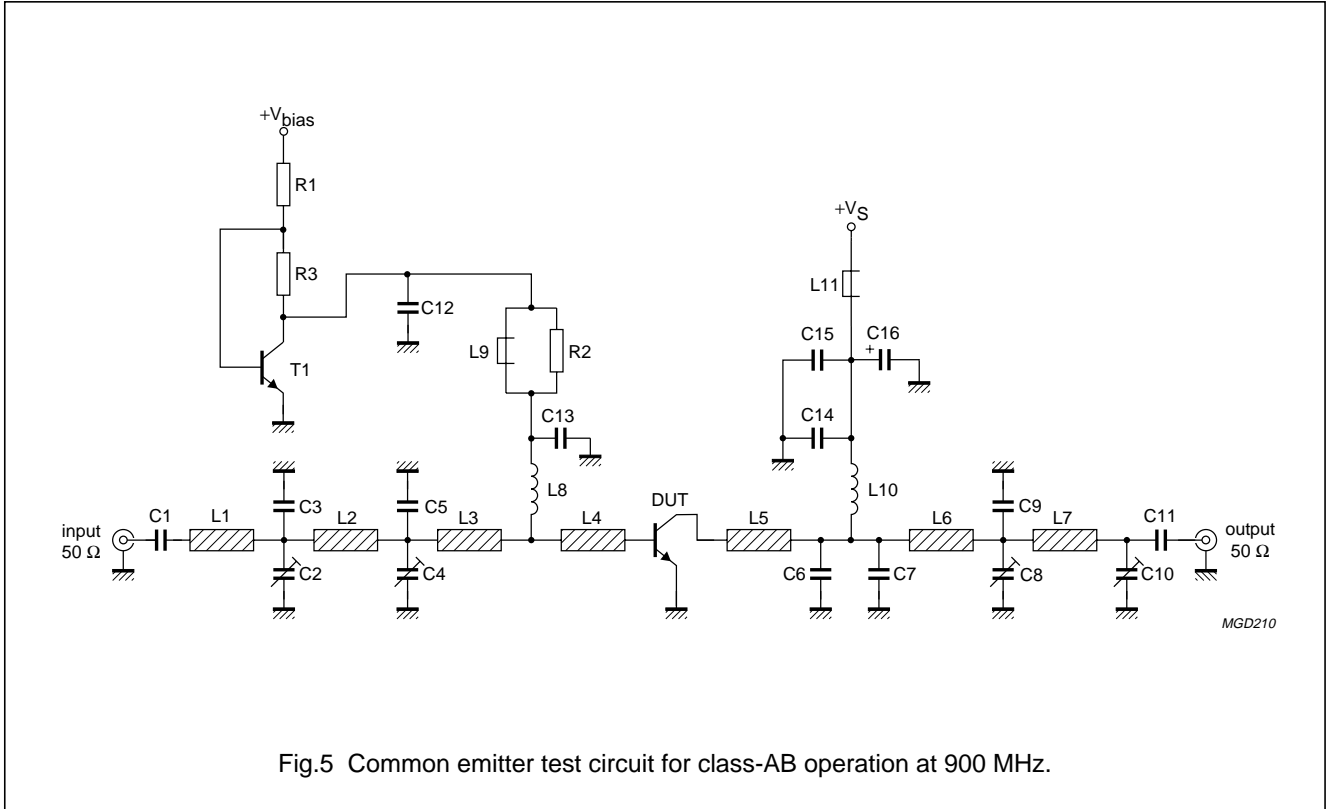 +Vbias
R1
R3
T1
C12
L9
R2
C13
L8
+VS
L11
C15
C16
+
C14
L10
input
50 Ω
C1
L1
C3
C2
L2
C5
C4
L3
L4
DUT
L5
C6
C7
L6
C9
C8
L7
C10
C11
output
50 Ω
MGD210
Fig.5 Common emitter test circuit for class-AB operation at 900 MHz.